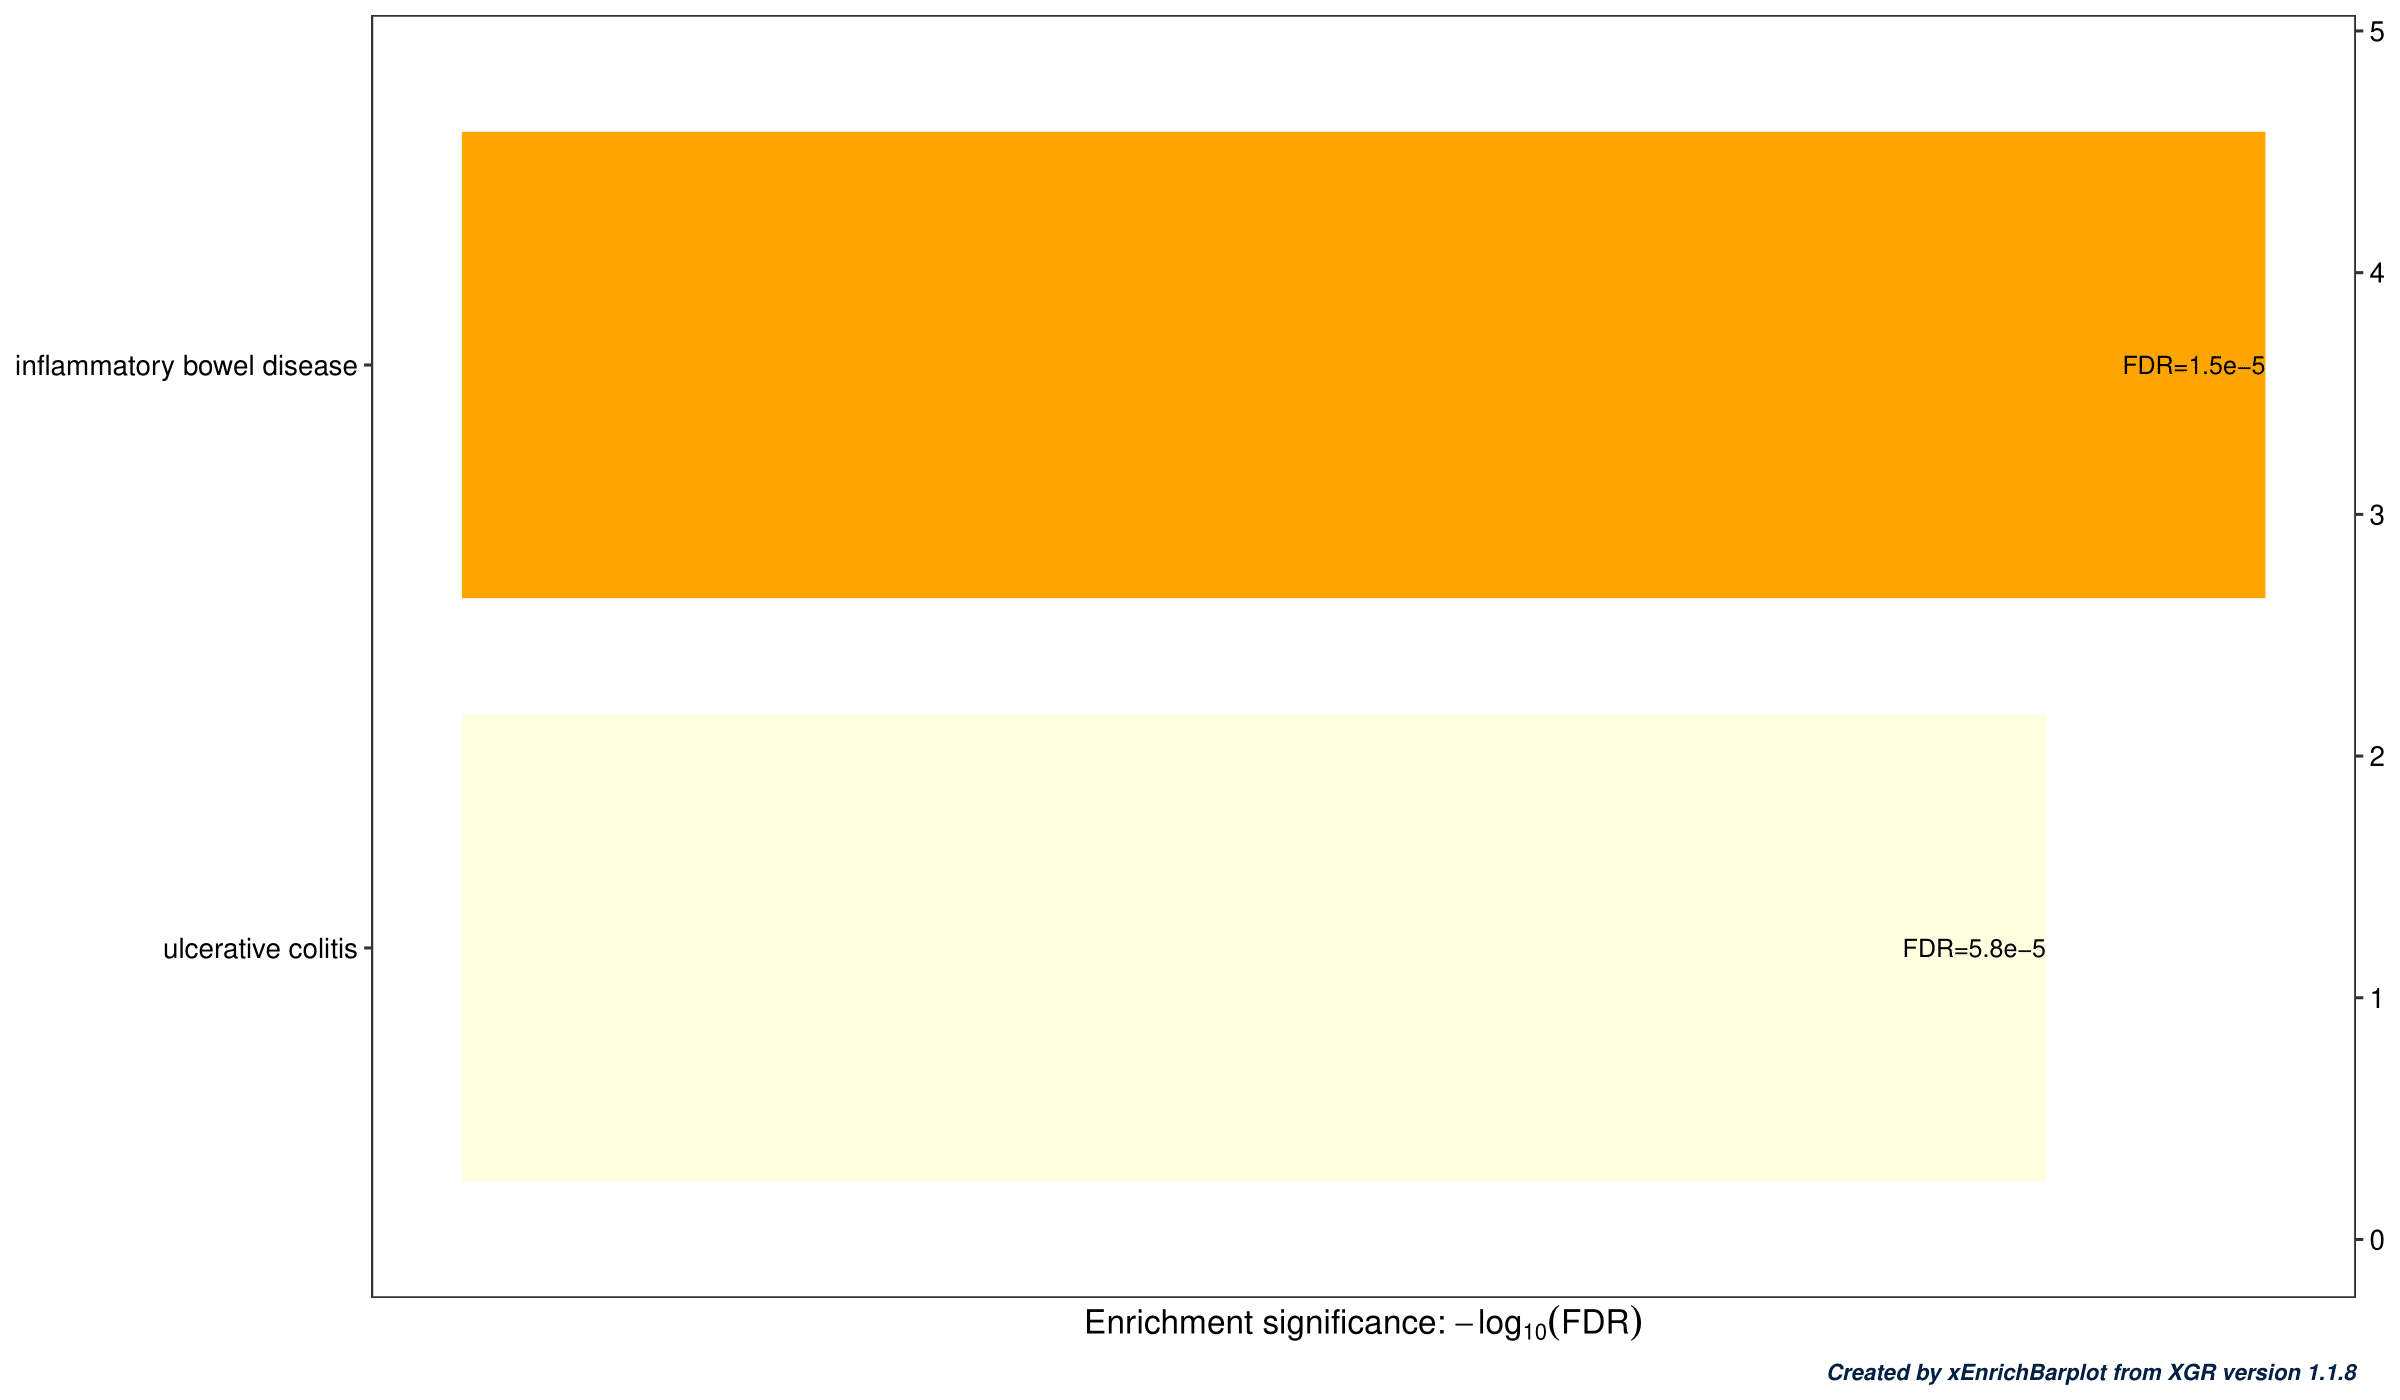 5
4
inflammatory bowel disease
FDR=1.5e−5
3
2
ulcerative colitis
FDR=5.8e−5
1
0
Enrichment significance: −log₁₀(FDR)
Created by xEnrichBarplot from XGR version 1.1.8